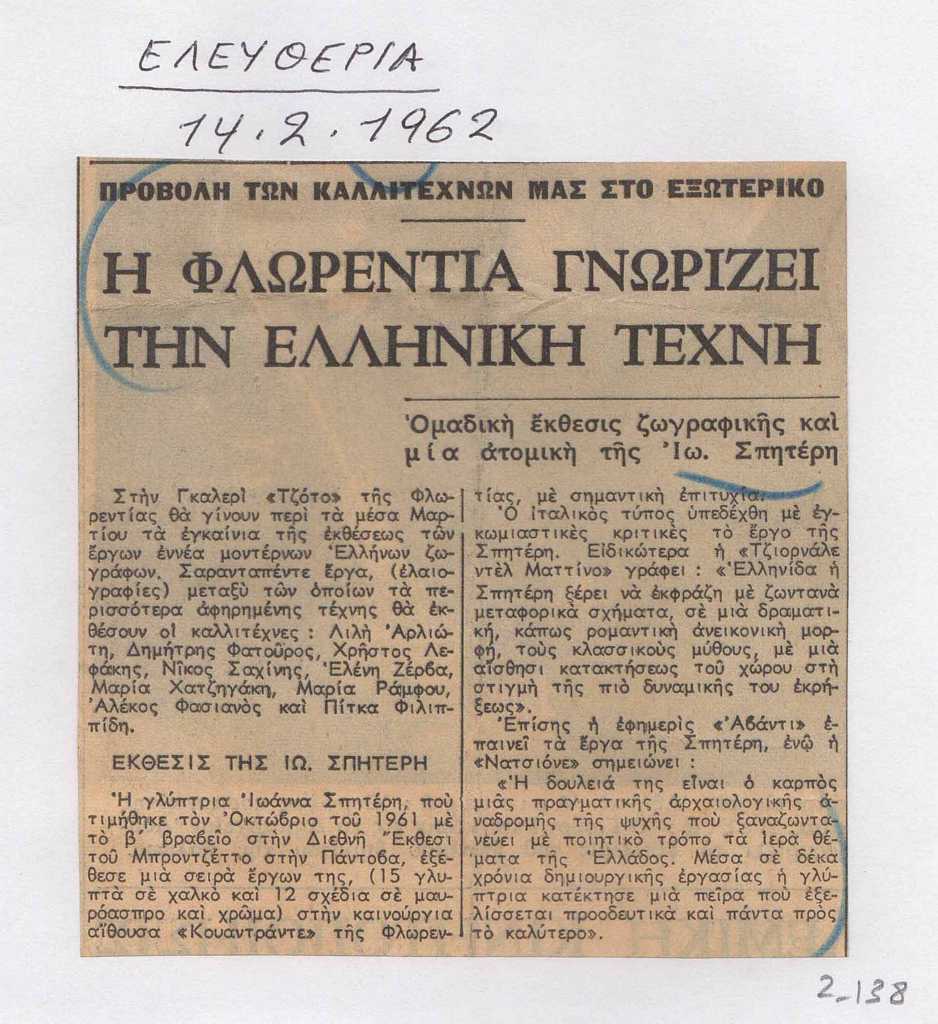 ΕΛΕΥΘΕΡΙΑ
14.2.1962
ΠΡΟΒΟΛΗ ΤΩΝ ΚΑΛΛΙΤΕΧΝΩΝ ΜΑΣ ΣΤΟ ΕΞΩΤΕΡΙΚΟ
Η ΦΛΩΡΕΝΤΙΑ ΓΝΩΡΙΖΕΙ
ΤΗΝ ΕΛΛΗΝΙΚΗ ΤΕΧΝΗ
Ὁμαδικὴ ἔκθεσις ζωγραφικῆς καὶ
μία ἀτομικὴ τῆς Ἰω. Σπητέρη
Στὴν Γκαλερὶ «Τζότο» τῆς Φλω-
ρεντίας θὰ γίνουν περὶ τὰ μέσα Μαρ-
τίου τὰ ἐγκαίνια τῆς ἐκθέσεως τῶν
ἔργων ἐννέα μοντέρνων Ἑλλήνων ζω-
γράφων. Σαρανταπέντε ἔργα, (ἐλαιο-
γραφίες) μεταξὺ τῶν ὁποίων τὰ πε-
ρισσότερα ἀφηρημένης τέχνης θὰ ἐκ-
θέσουν οἱ καλλιτέχνες : Λιλὴ Ἀρλιώ-
τη, Δημήτρης Φατοῦρος, Χρῆστος Λε-
φάκης, Νίκος Σαχίνης, Ἑλένη Ζέρβα,
Μαρία Χατζηγάκη, Μαρία Ράμφου,
Ἀλέκος Φασιανὸς καὶ Πίτκα Φιλιπ-
πίδη.
ΕΚΘΕΣΙΣ ΤΗΣ ΙΩ. ΣΠΗΤΕΡΗ
Ἡ γλύπτρια Ἰωάννα Σπητέρη, ποὺ
τιμήθηκε τὸν Ὀκτώβριο τοῦ 1961 μὲ
τὸ β′ βραβεῖο στὴν Διεθνῆ Ἔκθεσι
τοῦ Μπροντζέττο στὴν Πάντοβα, ἐξέ-
θεσε μιὰ σειρὰ ἔργων της, (15 γλυ-
πτὰ σὲ χαλκὸ καὶ 12 σχέδια σὲ μαυ-
ρόασπρο καὶ χρῶμα) στὴν καινούργια
αἴθουσα «Κουαντράντε» τῆς Φλωρεν-
τίας, μὲ σημαντικὴ ἐπιτυχία.
Ὁ ἰταλικὸς τύπος ὑπεδέχθη μὲ ἐγ-
κωμιαστικὲς κριτικὲς τὸ ἔργο τῆς
Σπητέρη. Εἰδικώτερα ἡ «Τζιορνάλε
ντὲλ Ματτίνο» γράφει : «Ἑλληνίδα ἡ
Σπητέρη ξέρει νὰ ἐκφράζη μὲ ζωντανὰ
μεταφορικὰ σχήματα, σὲ μιὰ δραματι-
κή, κάπως ρομαντικὴ ἀνεικονικὴ μορ-
φή, τοὺς κλασσικοὺς μύθους, μὲ μιὰ
αἴσθησι κατακτήσεως τοῦ χώρου στὴ
στιγμὴ τῆς πιὸ δυναμικῆς του ἐκρή-
ξεως».
Ἐπίσης ἡ ἐφημερὶς «Ἀβάντι» ἐ-
παινεῖ τὰ ἔργα τῆς Σπητέρη, ἐνῷ ἡ
«Νατσιόνε» σημειώνει :
«Ἡ δουλειά της εἶναι ὁ καρπὸς
μιᾶς πραγματικῆς ἀρχαιολογικῆς ἀ-
ναδρομῆς τῆς ψυχῆς ποὺ ξαναζωντα-
νεύει μὲ ποιητικὸ τρόπο τὰ ἱερὰ θέ-
ματα τῆς Ἑλλάδος. Μέσα σὲ δέκα
χρόνια δημιουργικῆς ἐργασίας ἡ γλύ-
πτρια κατέκτησε μιὰ πεῖρα ποὺ ἐξε-
λίσσεται προοδευτικὰ καὶ πάντα πρὸς
τὸ καλύτερο».
2-138